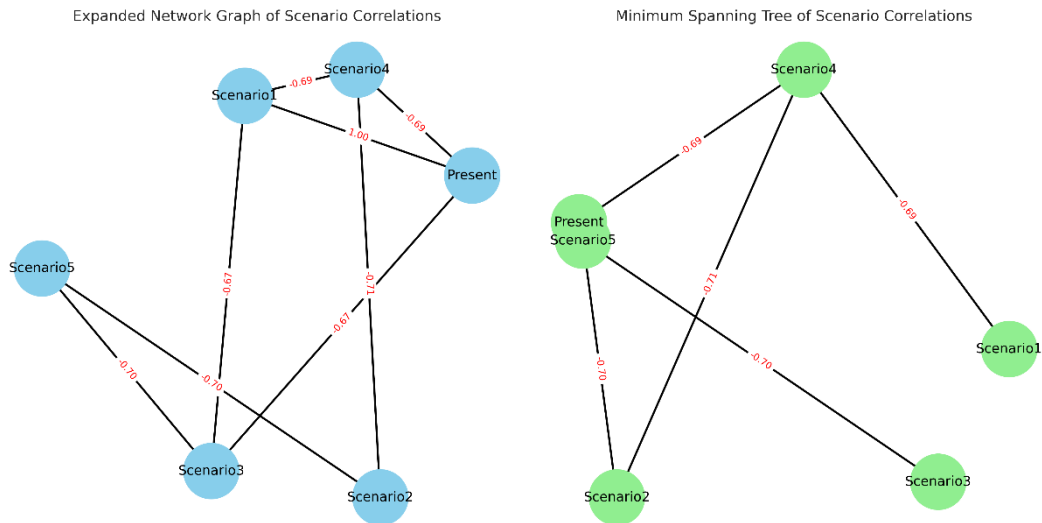 Expanded Network Graph of Scenario Correlations
Scenario4
Scenario1
-0.69
-0.69
1.00
Present
Scenario5
-0.67
-0.71
-0.67
-0.70
-0.70
Scenario3
Scenario2
Minimum Spanning Tree of Scenario Correlations
Scenario4
-0.69
-0.69
Present
Scenario5
-0.71
Scenario1
-0.70
-0.70
Scenario3
Scenario2